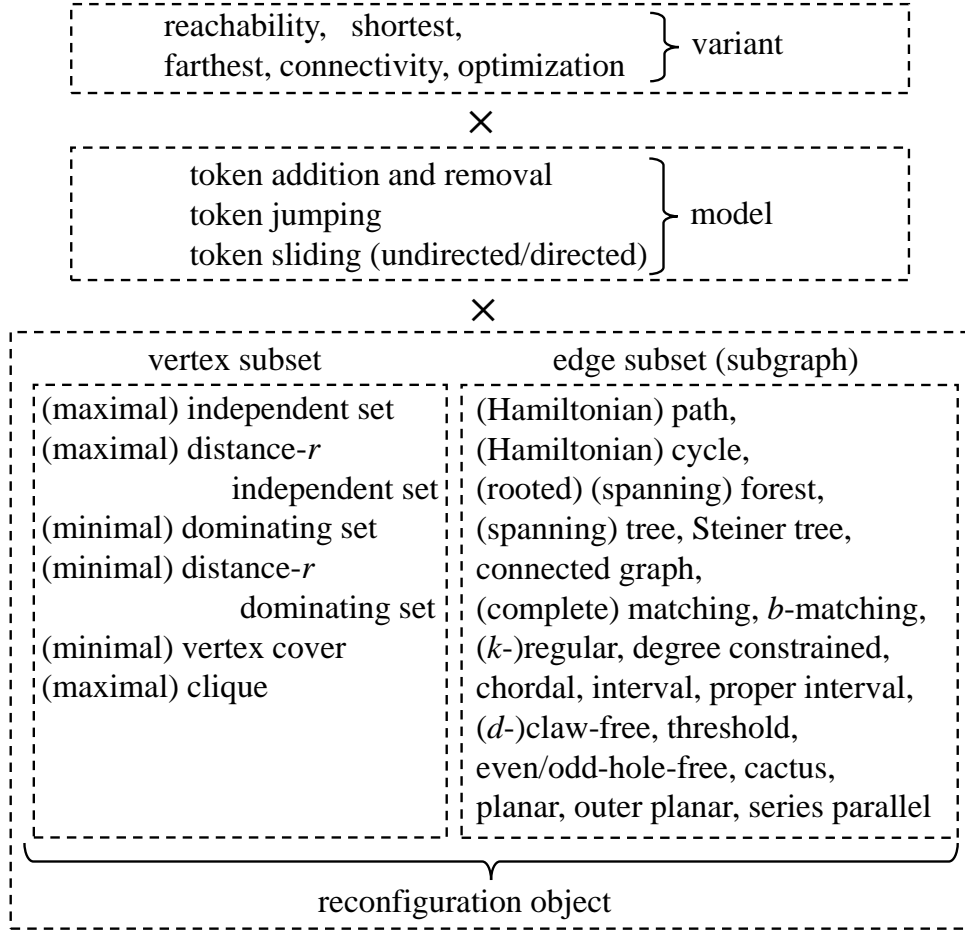 reachability, shortest,
farthest, connectivity, optimization
variant
×
token addition and removal
token jumping
token sliding (undirected/directed)
model
×
vertex subset
(maximal) independent set
(maximal) distance-r
independent set
(minimal) dominating set
(minimal) distance-r
dominating set
(minimal) vertex cover
(maximal) clique
edge subset (subgraph)
(Hamiltonian) path,
(Hamiltonian) cycle,
(rooted) (spanning) forest,
(spanning) tree, Steiner tree,
connected graph,
(complete) matching, b-matching,
(k-)regular, degree constrained,
chordal, interval, proper interval,
(d-)claw-free, threshold,
even/odd-hole-free, cactus,
planar, outer planar, series parallel
reconfiguration object